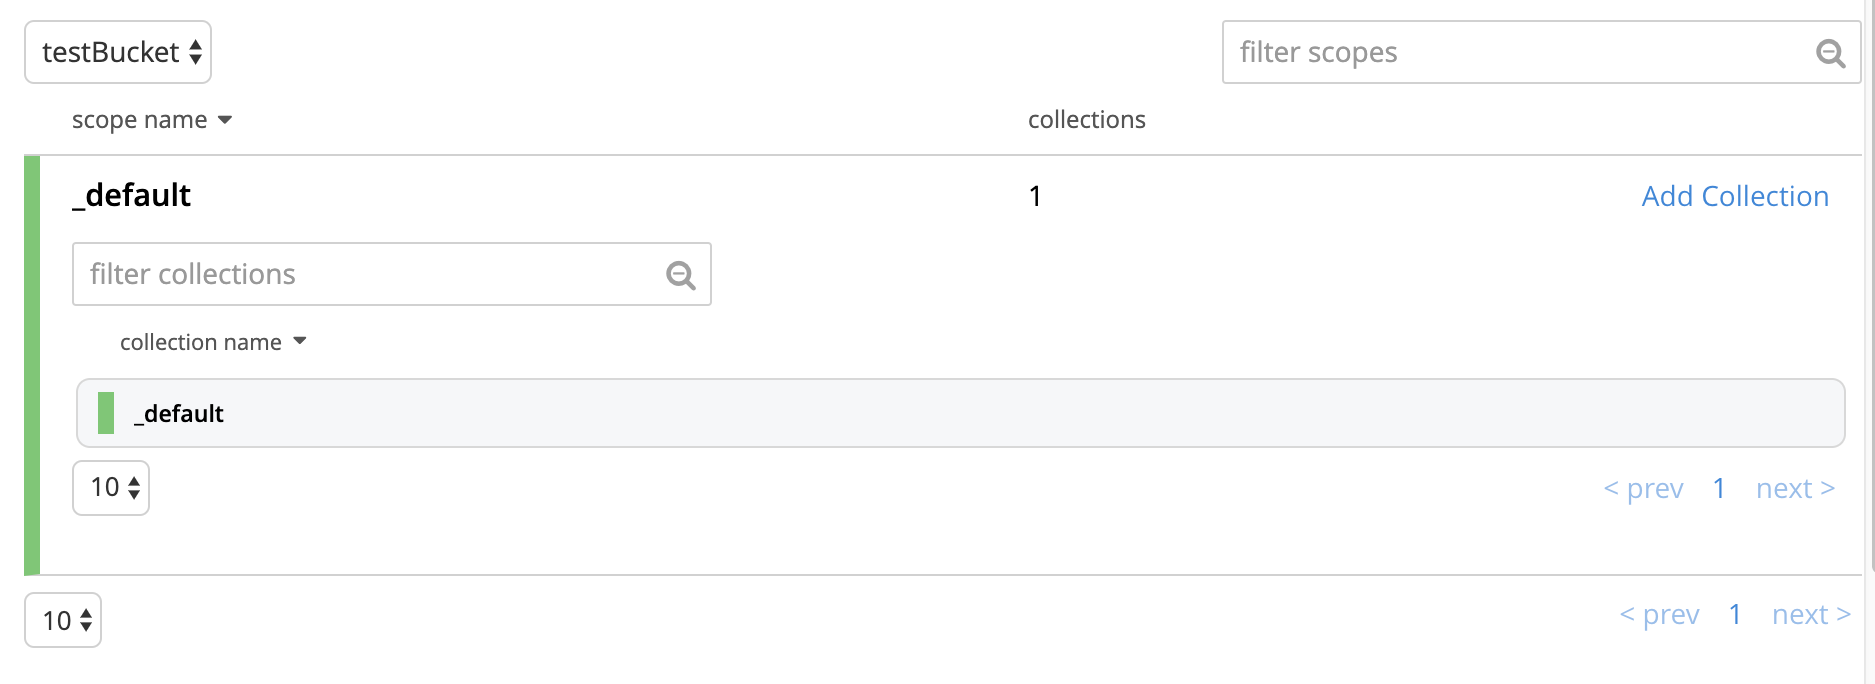 testBucket filter scopes
scope name collections
_default 1 Add Collection
filter collections
collection name
_default
10 < prev 1 next >
10 < prev 1 next >